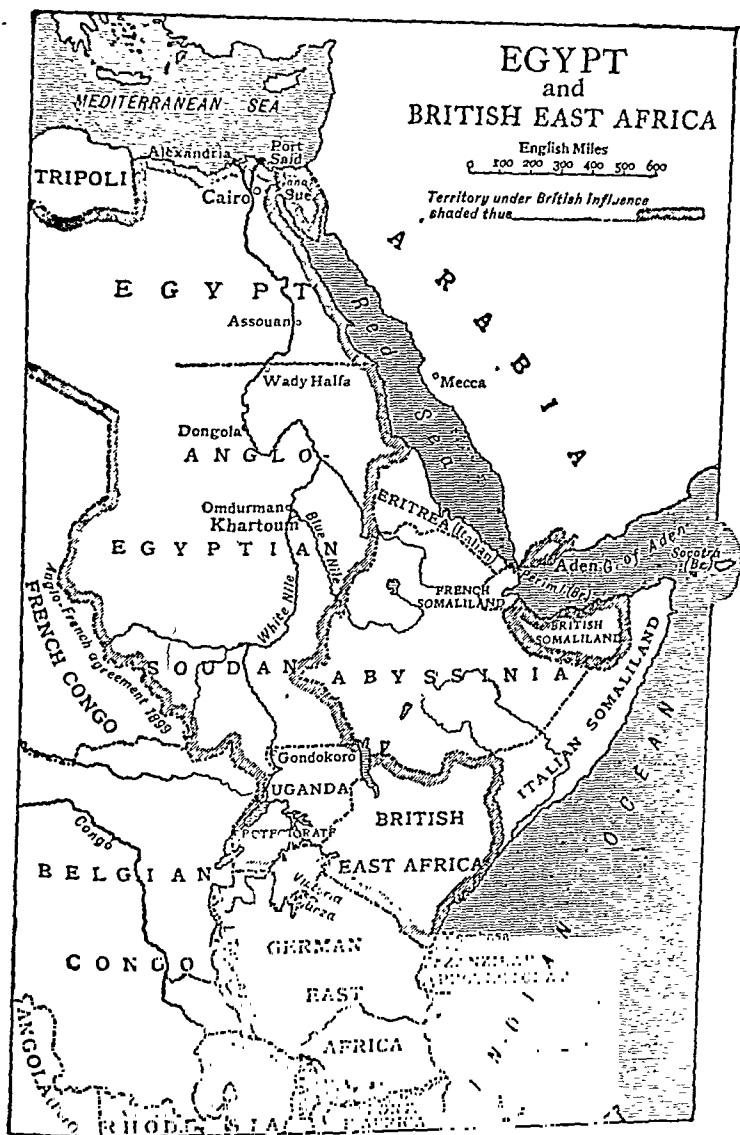 EGYPT
and
BRITISH EAST AFRICA
English Miles
0 100 200 300 400 500 600
Territory under British Influence
shaded thus
MEDITERRANEAN SEA
Alexandria
Port
Said
TRIPOLI
Cairo
EGYPT
ARABIA
Red Sea
Assouan
Wady Halfa
Mecca
Dongola
ANGLO-
ERITREA (Italian)
Omdurman
Khartoum
Blue Nile
EGYPTIAN
Aden
G. of Aden
Socotra
(Br.)
Perim (Br)
FRENCH
SOMALILAND
BRITISH
SOMALILAND
White Nile
FRENCH CONGO
glo-French agreement 1899
SOUDAN
ABYSSINIA
ITALIAN SOMALILAND
Gondokoro
UGANDA
BRITISH
EAST AFRICA
Congo
BELGIAN
Victoria
CONGO
GERMAN
EAST
AFRICA
Mombasa
INDIAN OCEAN
ANGOLA